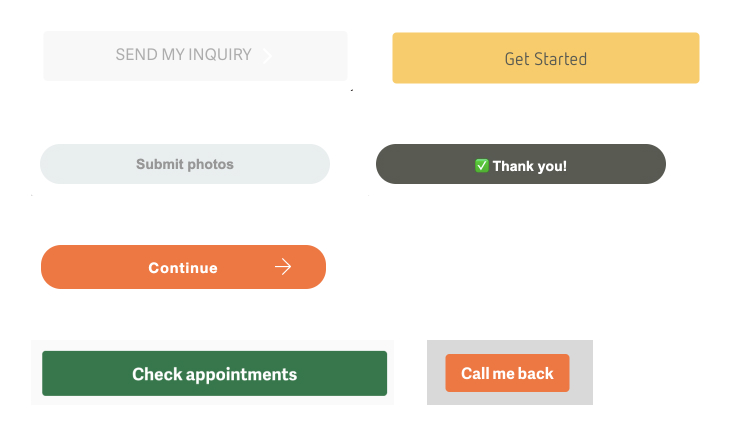 SEND MY INQUIRY
Get Started
Submit photos
✅ Thank you!
Continue
Check appointments
Call me back